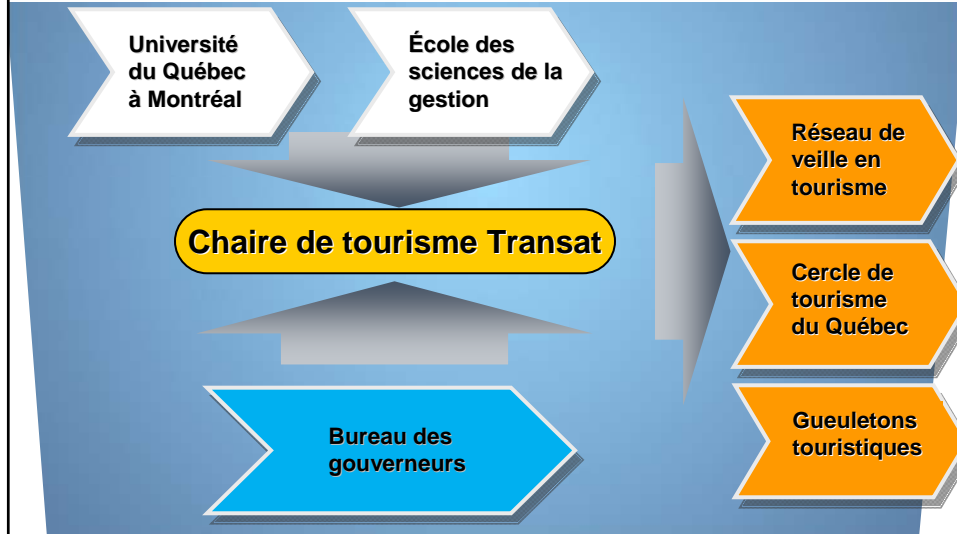 Université
du Québec
à Montréal
École des
sciences de la
gestion
Chaire de tourisme Transat
Bureau des
gouverneurs
Réseau de
veille en
tourisme
Cercle de
tourisme
du Québec
Gueuletons
touristiques